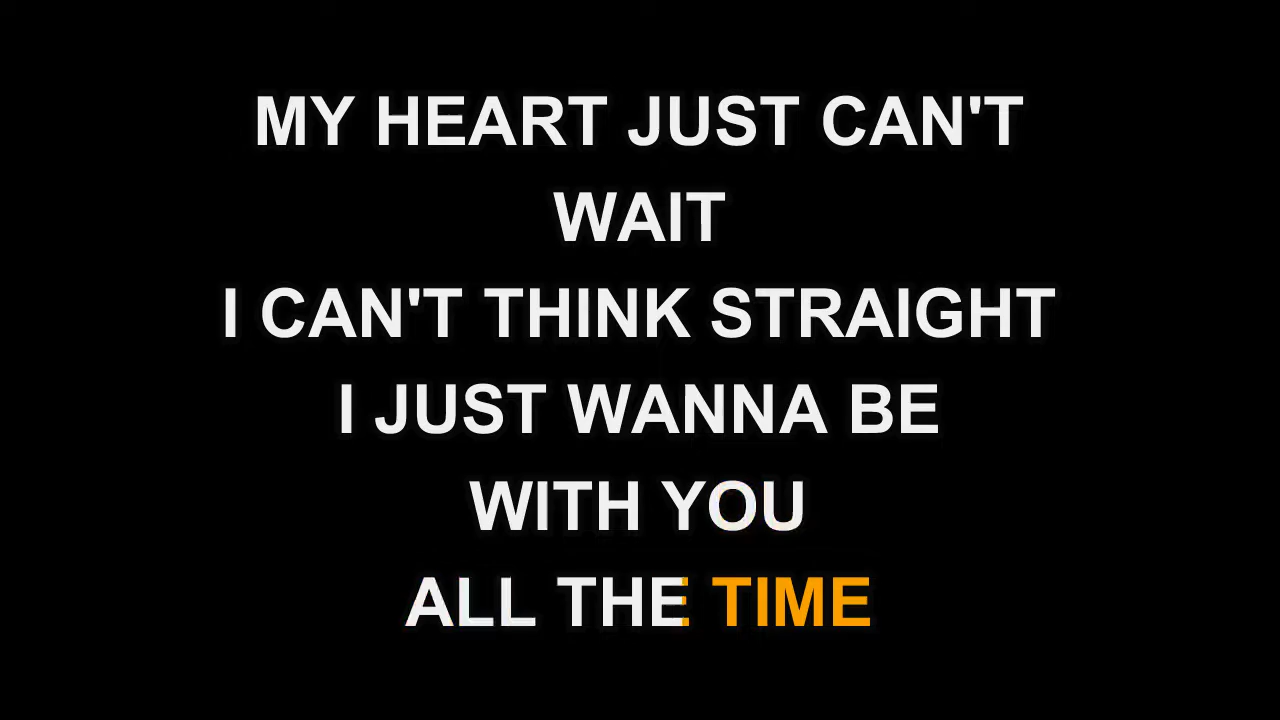 MY HEART JUST CAN'T
WAIT
I CAN'T THINK STRAIGHT
I JUST WANNA BE
WITH YOU
ALL THE TIME